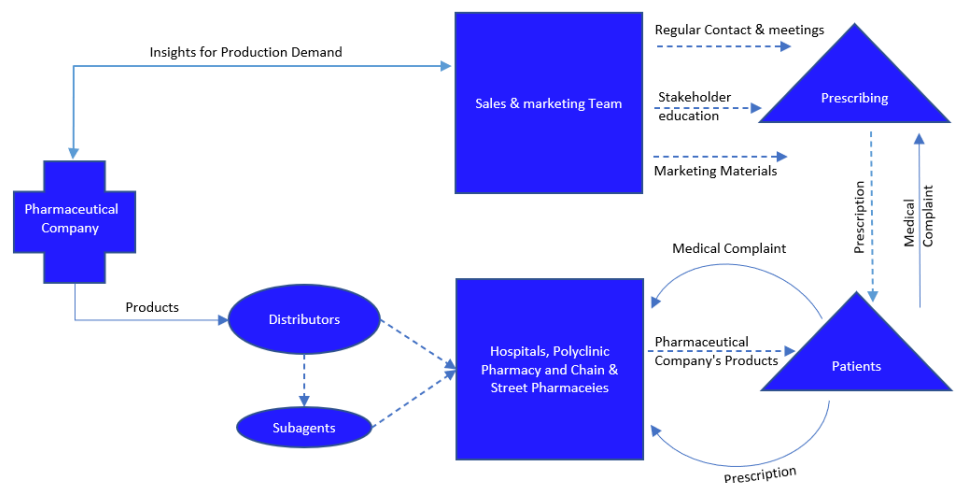 Insights for Production Demand
Sales & marketing Team
Regular Contact & meetings
Stakeholder
education
Marketing Materials
Prescribing
Pharmaceutical
Company
Prescription
Medical
Complaint
Products
Distributors
Subagents
Hospitals, Polyclinic
Pharmacy and Chain &
Street Pharmaceies
Medical Complaint
Pharmaceutical
Company's Products
Patients
Prescription